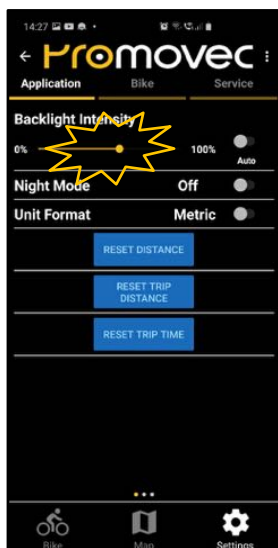 14:27
Promovec
Application Bike Service
Backlight Intensity
0% 100%
Auto
Night Mode Off
Unit Format Metric
RESET DISTANCE
RESET TRIP
DISTANCE
RESET TRIP TIME
Bike Map Settings